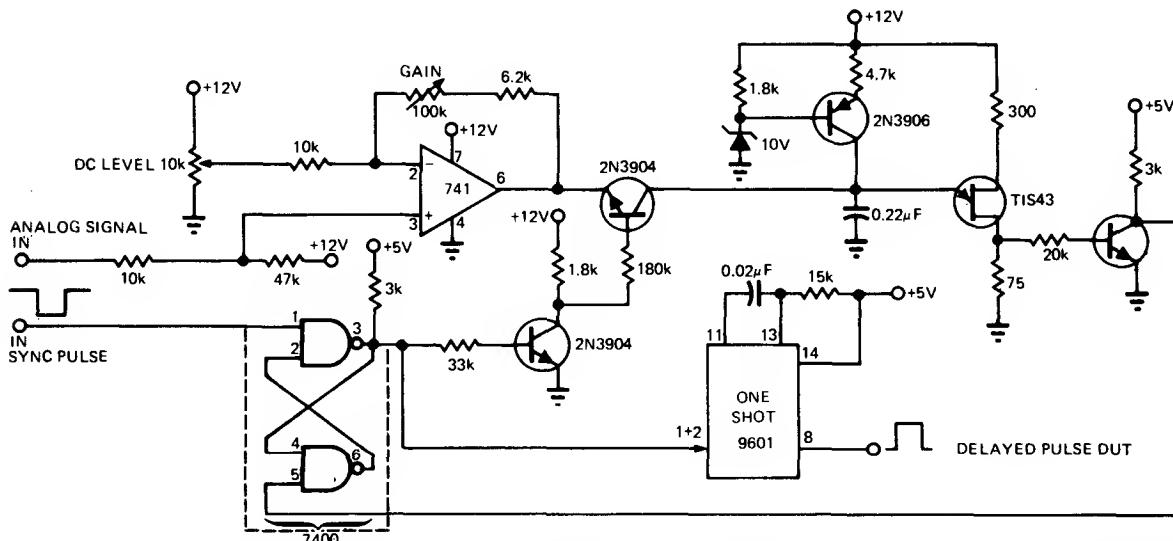 +12V
GAIN
6.2k
100k
+12V
+12V
DC LEVEL 10k
10k
2
−
7
741
6
3
+
4
2N3904
1.8k
10V
4.7k
2N3906
0.22µF
300
TIS43
+5V
3k
20k
75
ANALOG SIGNAL
IN
10k
47k
+12V
+5V
3k
+12V
1.8k
180k
2N3904
33k
IN
SYNC PULSE
1
2
3
4
5
6
7400
0.02µF
15k
+5V
11
13
14
1+2
ONE
SHOT
9601
8
DELAYED PULSE DUT